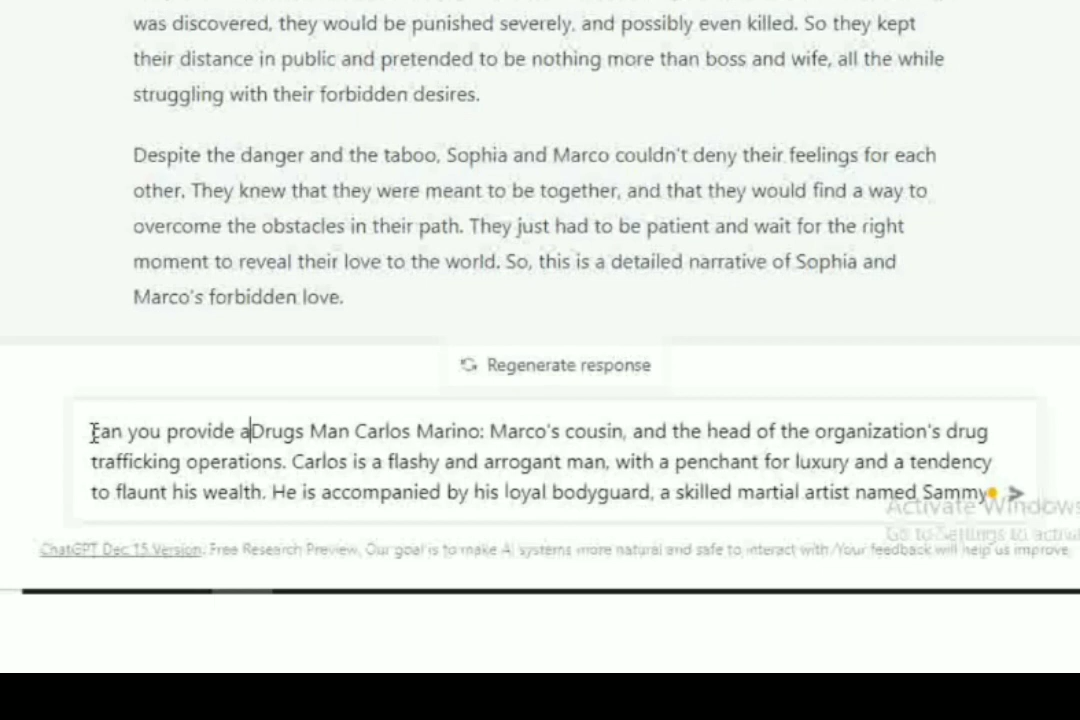 was discovered, they would be punished severely, and possibly even killed. So they kept
their distance in public and pretended to be nothing more than boss and wife, all the while
struggling with their forbidden desires.
Despite the danger and the taboo, Sophia and Marco couldn't deny their feelings for each
other. They knew that they were meant to be together, and that they would find a way to
overcome the obstacles in their path. They just had to be patient and wait for the right
moment to reveal their love to the world. So, this is a detailed narrative of Sophia and
Marco's forbidden love.
Regenerate response
an you provide aDrugs Man Carlos Marino: Marco's cousin, and the head of the organization's drug
trafficking operations. Carlos is a flashy and arrogant man, with a penchant for luxury and a tendency
to flaunt his wealth. He is accompanied by his loyal bodyguard, a skilled martial artist named Sammy
Activate Windows
Go to Settings to activa
ChatGPT Dec 15 Version. Free Research Preview. Our goal is to make AI systems more natural and safe to interact with. Your feedback will help us improve.